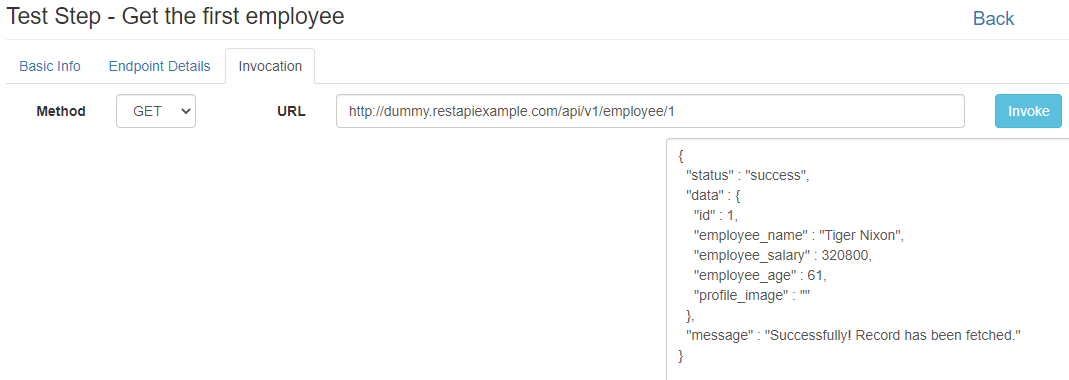 Test Step - Get the first employee Back
Basic Info Endpoint Details Invocation
Method GET URL http://dummy.restapiexample.com/api/v1/employee/1 Invoke
{
"status" : "success",
"data" : {
"id" : 1,
"employee_name" : "Tiger Nixon",
"employee_salary" : 320800,
"employee_age" : 61,
"profile_image" : ""
},
"message" : "Successfully! Record has been fetched."
}